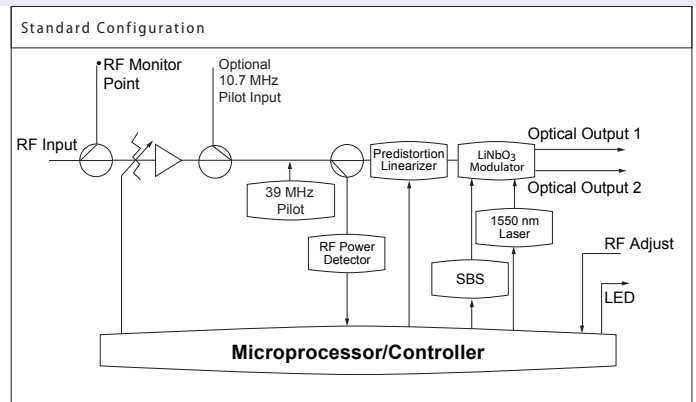 Standard Configuration
•RF Monitor
Point
Optional
10.7 MHz
Pilot Input
RF Input
39 MHz
Pilot
RF Power
Detector
Predistortion
Linearizer
LiNbO3
Modulator
Optical Output 1
Optical Output 2
1550 nm
Laser
SBS
RF Adjust
LED
Microprocessor/Controller